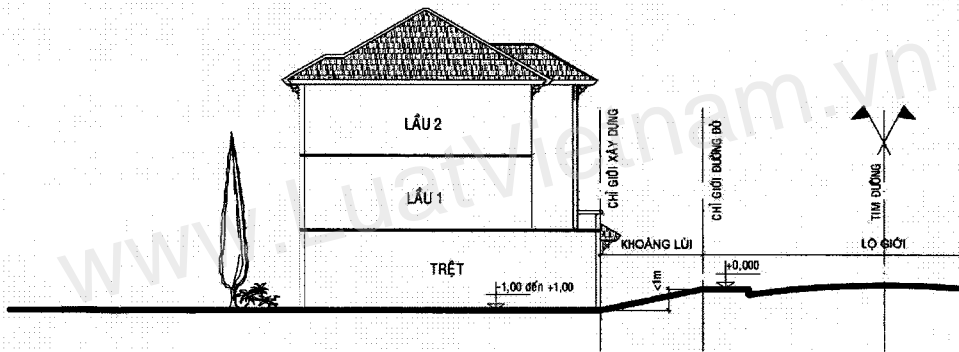 LẦU 2
LẦU 1
TRỆT
-1,00 đến +1,00
CHỈ GIỚI XÂY DỰNG
KHOẢNG LÙI
<1m
CHỈ GIỚI ĐƯỜNG ĐỎ
+0,000
TIM ĐƯỜNG
LỘ GIỚI
www.LuatVietnam.vn